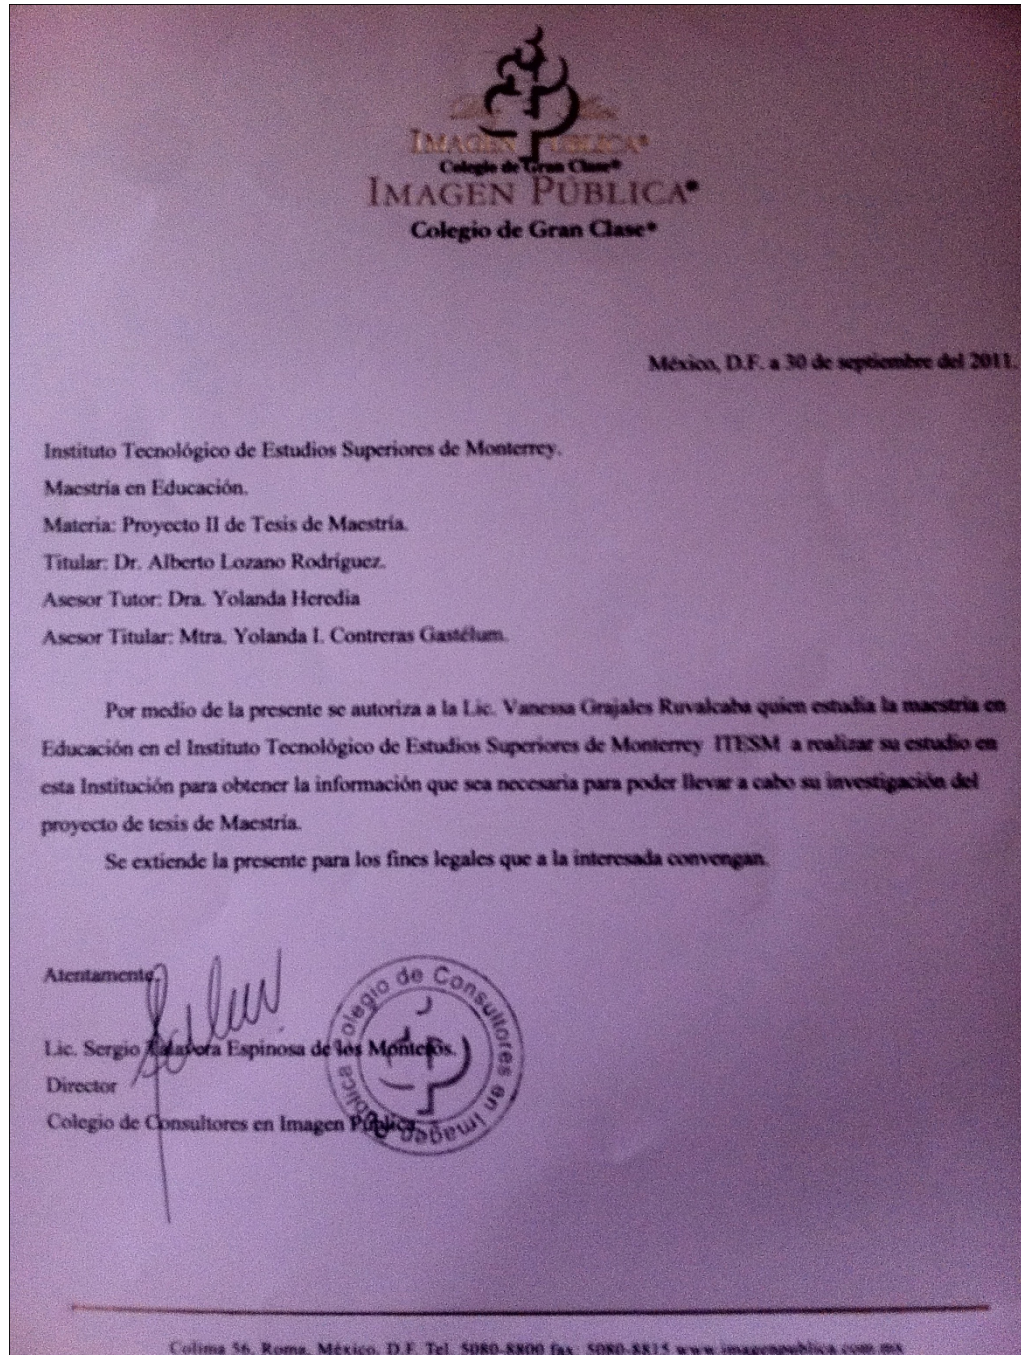 IMAGEN PÚBLICA®
Colegio de Gran Clase®
IMAGEN PÚBLICA®
Colegio de Gran Clase®
México, D.F. a 30 de septiembre del 2011.
Instituto Tecnológico de Estudios Superiores de Monterrey.
Maestría en Educación.
Materia: Proyecto II de Tesis de Maestría.
Titular: Dr. Alberto Lozano Rodríguez.
Asesor Tutor: Dra. Yolanda Heredia
Asesor Titular: Mtra. Yolanda I. Contreras Gastélum.
Por medio de la presente se autoriza a la Lic. Vanessa Grajales Ruvalcaba quien estudia la maestría en
Educación en el Instituto Tecnológico de Estudios Superiores de Monterrey ITESM a realizar su estudio en
esta Institución para obtener la información que sea necesaria para poder llevar a cabo su investigación del
proyecto de tesis de Maestría.
Se extiende la presente para los fines legales que a la interesada convengan.
Atentamente,
Lic. Sergio Espinosa de los Monteros.
Director
Colegio de Consultores en Imagen Pública.
Colegio de Consultores en Imagen Pública
Colima 56, Roma, México, D.F. Tel. 5080-8800 fax. 5080-8815 www.imagenpublica.com.mx